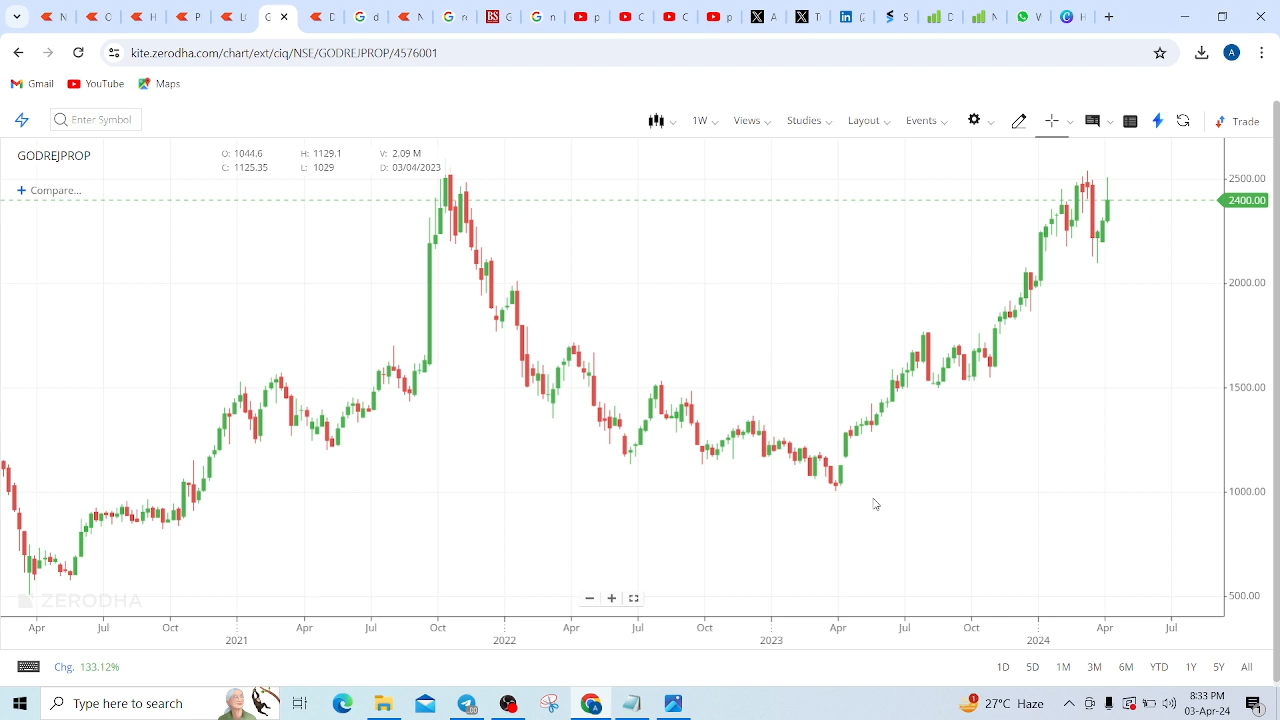 C
N
H
L
C
D
G
N
n
BS
n
Y
C
p
p
A
T
in
C
S
N
H
kite.zerodha.com/chart/ext/ciq/NSE/GODREJPROP/4576001
A
Gmail
YouTube
Maps
Enter Symbol
1W
Views
Studies
Layout
Events
Trade
GODREJPROP
O: 1044.6 H: 1129.1 V: 2.09 M
C: 1125.35 L: 1029 D: 03/04/2023
+ Compare...
2500.00
2400.00
2000.00
1500.00
1000.00
500.00
ZERODHA
Apr Jul Oct Apr Jul Oct Apr Jul Oct Apr Jul Oct Apr Jul
2021 2022 2023 2024
Chg. 133.12%
1D 5D 1M 3M 6M YTD 1Y 5Y All
Type here to search
27°C Haze
8:33 PM
03-Apr-24